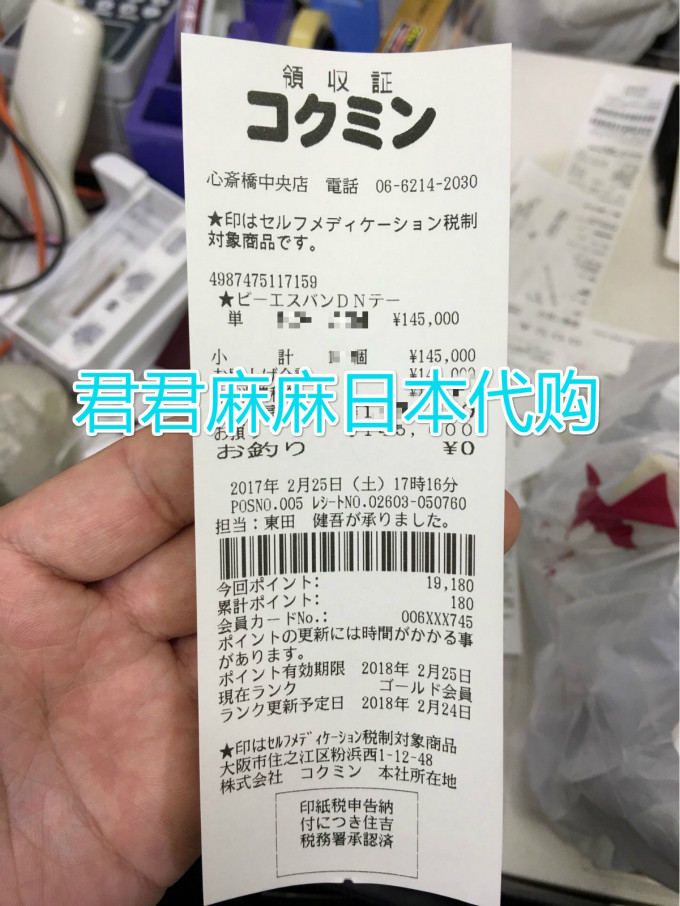 領収証
コクミン
心斎橋中央店 電話 06-6214-2030
★印はセルフメディケーション税制
対象商品です。
4987475117159
★ビーエスバンDNテー
単 ¥145,000
小 計 個 ¥145,000
君君麻麻日本代购
お釣り ¥0
2017年 2月25日(土)17時16分
POSNO.005 レシートNO.02603-050760
担当:東田 健吾が承りました。
今回ポイント: 19,180
累計ポイント: 180
会員カードNo.: 006XXX745
ポイントの更新には時間がかかる事
があります。
ポイント有効期限 2018年 2月25日
現在ランク ゴールド会員
ランク更新予定日 2018年 2月24日
★印はセルフメディケーション税制対象商品
大阪市住之江区粉浜西1-12-48
株式会社 コクミン 本社所在地
印紙税申告納
付につき住吉
税務署承認済